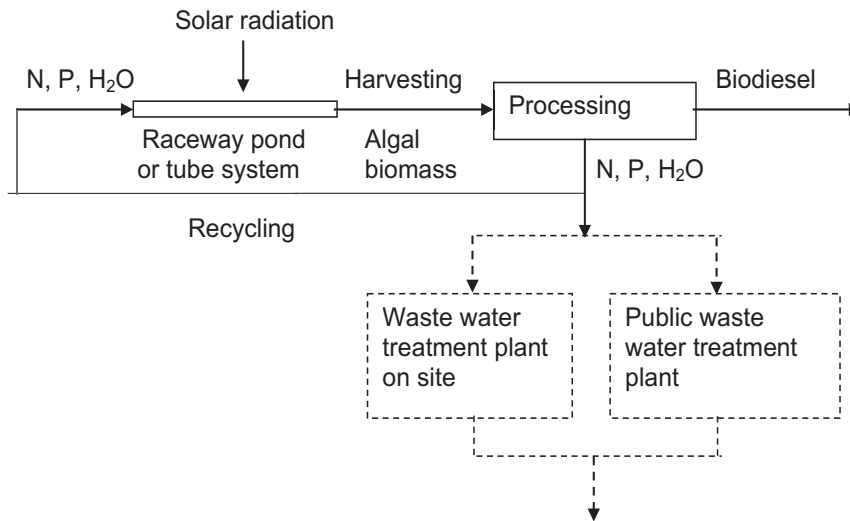 Solar radiation
N, P, H₂O
Harvesting
Biodiesel
Processing
Raceway pond
or tube system
Algal
biomass
N, P, H₂O
Recycling
Waste water
treatment plant
on site
Public waste
water treatment
plant